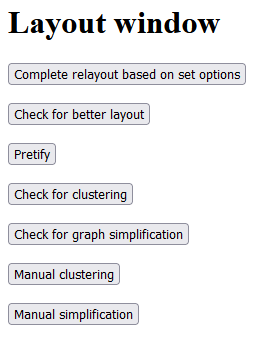 Layout window
Complete relayout based on set options
Check for better layout
Pretify
Check for clustering
Check for graph simplification
Manual clustering
Manual simplification